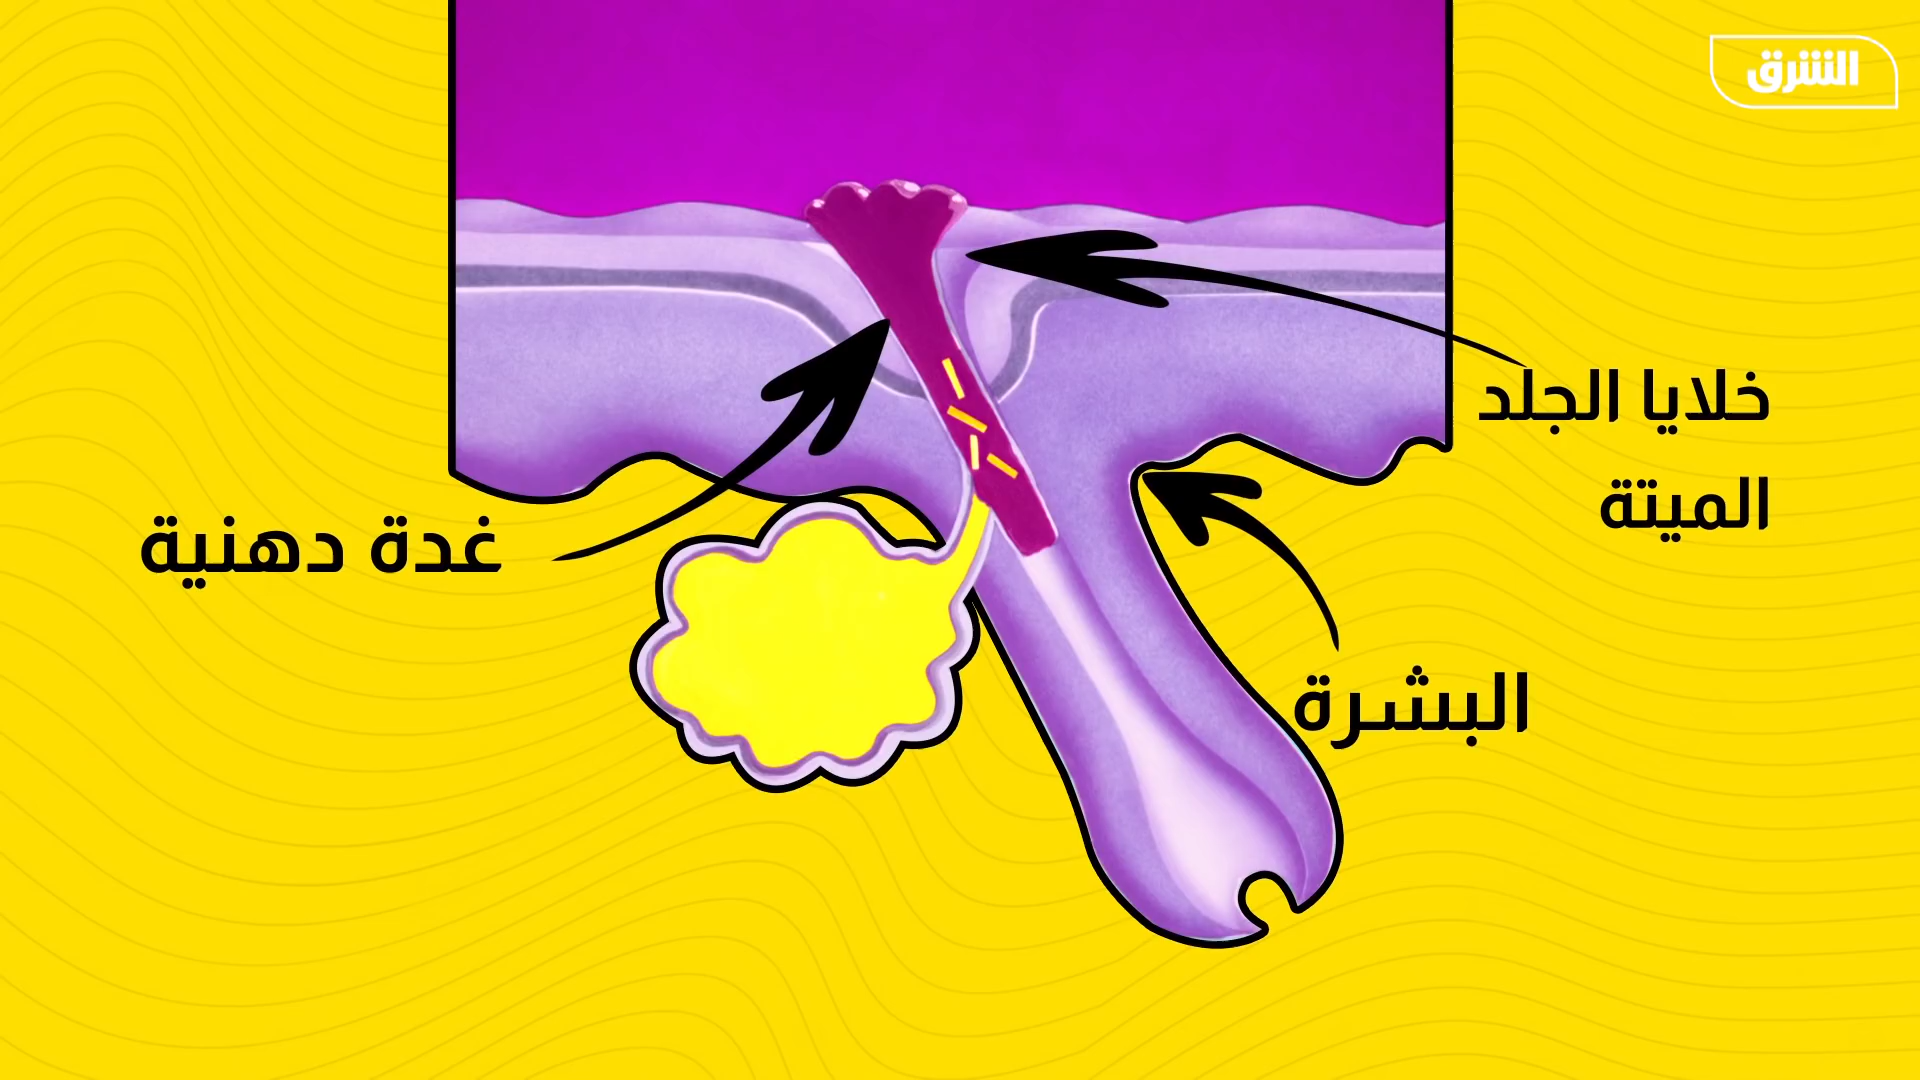 الشرق
خلايا الجلد
الميتة
غدة دهنية
البشرة